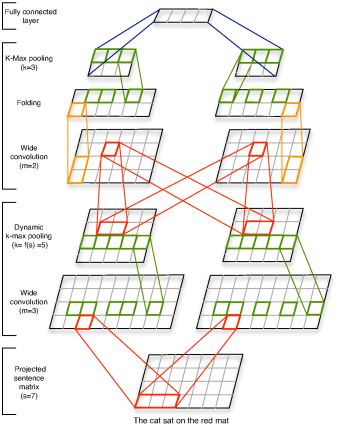 Fully connected
layer
K-Max pooling
(k=3)
Folding
Wide
convolution
(m=2)
Dynamic
k-max pooling
(k= f(s) =5)
Wide
convolution
(m=3)
Projected
sentence
matrix
(s=7)
The cat sat on the red mat